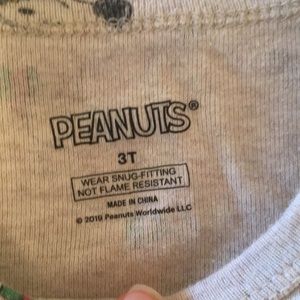 PEANUTS®
3T
WEAR SNUG-FITTING
NOT FLAME RESISTANT
MADE IN CHINA
© 2019 Peanuts Worldwide LLC